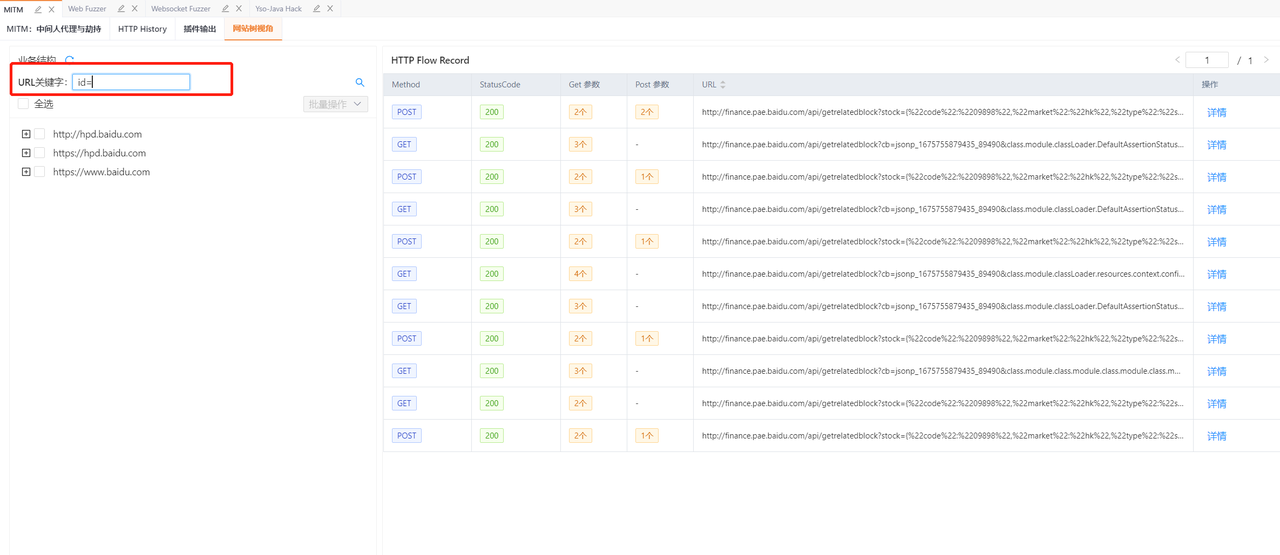 MITM
Web Fuzzer
Websocket Fuzzer
Yso-Java Hack
MITM：中间人代理与劫持
HTTP History
插件输出
网站树视角
业务结构
URL关键字：
id=
全选
批量操作
http://hpd.baidu.com
https://hpd.baidu.com
https://www.baidu.com
HTTP Flow Record
1 / 1
Method StatusCode Get 参数 Post 参数 URL 操作
POST 200 2个 2个 http://finance.pae.baidu.com/api/getrelatedblock?stock={%22code%22:%2209898%22,%22market%22:%22hk%22,%22type%22:%22s... 详情
GET 200 3个 - http://finance.pae.baidu.com/api/getrelatedblock?cb=jsonp_1675755879435_89490&class.module.classLoader.DefaultAssertionStatus... 详情
POST 200 2个 1个 http://finance.pae.baidu.com/api/getrelatedblock?stock={%22code%22:%2209898%22,%22market%22:%22hk%22,%22type%22:%22s... 详情
GET 200 3个 - http://finance.pae.baidu.com/api/getrelatedblock?cb=jsonp_1675755879435_89490&class.module.classLoader.DefaultAssertionStatus... 详情
POST 200 2个 1个 http://finance.pae.baidu.com/api/getrelatedblock?stock={%22code%22:%2209898%22,%22market%22:%22hk%22,%22type%22:%22s... 详情
GET 200 4个 - http://finance.pae.baidu.com/api/getrelatedblock?cb=jsonp_1675755879435_89490&class.module.classLoader.resources.context.confi... 详情
GET 200 3个 - http://finance.pae.baidu.com/api/getrelatedblock?cb=jsonp_1675755879435_89490&class.module.classLoader.DefaultAssertionStatus... 详情
POST 200 2个 1个 http://finance.pae.baidu.com/api/getrelatedblock?stock={%22code%22:%2209898%22,%22market%22:%22hk%22,%22type%22:%22s... 详情
GET 200 3个 - http://finance.pae.baidu.com/api/getrelatedblock?cb=jsonp_1675755879435_89490&class.module.class.module.class.module.class.m... 详情
GET 200 2个 - http://finance.pae.baidu.com/api/getrelatedblock?stock={%22code%22:%2209898%22,%22market%22:%22hk%22,%22type%22:%22s... 详情
POST 200 2个 1个 http://finance.pae.baidu.com/api/getrelatedblock?stock={%22code%22:%2209898%22,%22market%22:%22hk%22,%22type%22:%22s... 详情